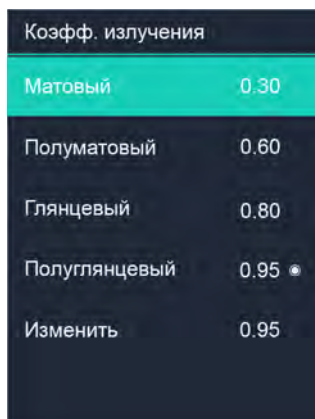 Коэфф. излучения
Матовый 0.30
Полуматовый 0.60
Глянцевый 0.80
Полуглянцевый 0.95
Изменить 0.95